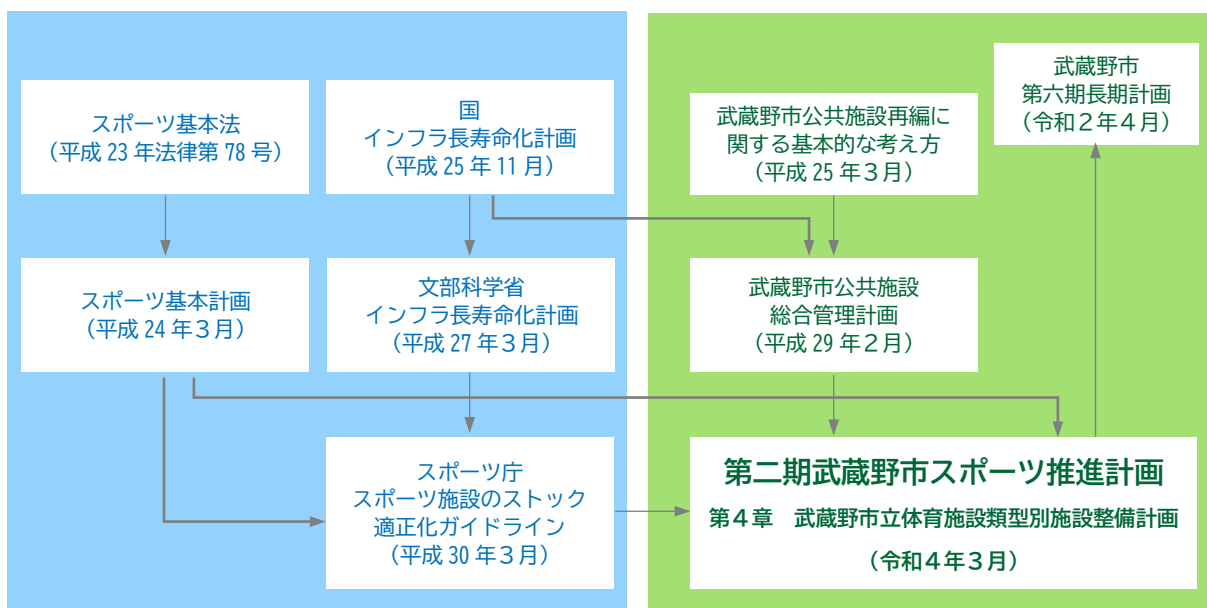 スポーツ基本法
（平成 23 年法律第 78 号）
国
インフラ長寿命化計画
（平成 25 年 11 月）
武蔵野市公共施設再編に
関する基本的な考え方
（平成 25 年３月）
武蔵野市
第六期長期計画
（令和２年４月）
スポーツ基本計画
（平成 24 年３月）
文部科学省
インフラ長寿命化計画
（平成 27 年３月）
武蔵野市公共施設
総合管理計画
（平成 29 年２月）
スポーツ庁
スポーツ施設のストック
適正化ガイドライン
（平成 30 年３月）
第二期武蔵野市スポーツ推進計画
第４章　武蔵野市立体育施設類型別施設整備計画
（令和４年３月）